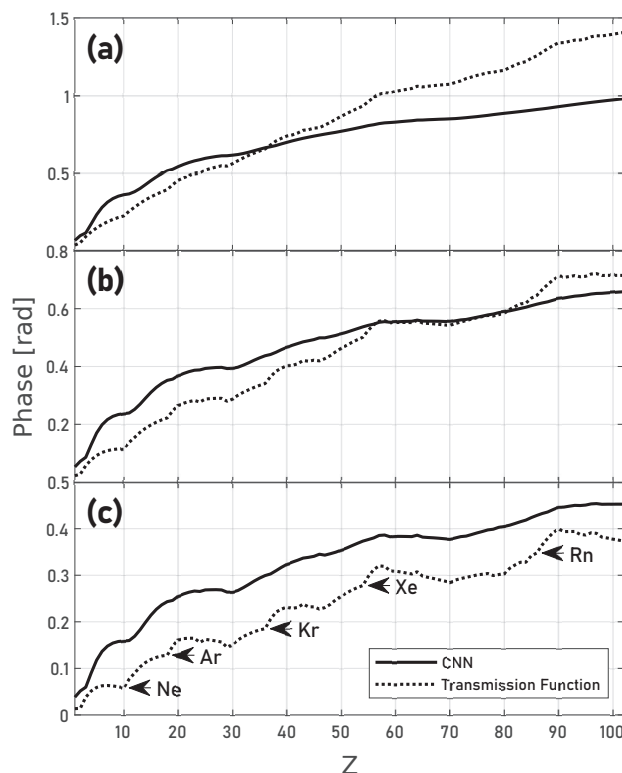 1.5
(a)
1
0.5
0.8
(b)
0.6
0.4
0.2
Phase [rad]
0.5
(c)
0.4
0.3
0.2
0.1
0
Rn
Xe
Kr
Ar
Ne
CNN
Transmission Function
10 20 30 40 50 60 70 80 90 100
Z